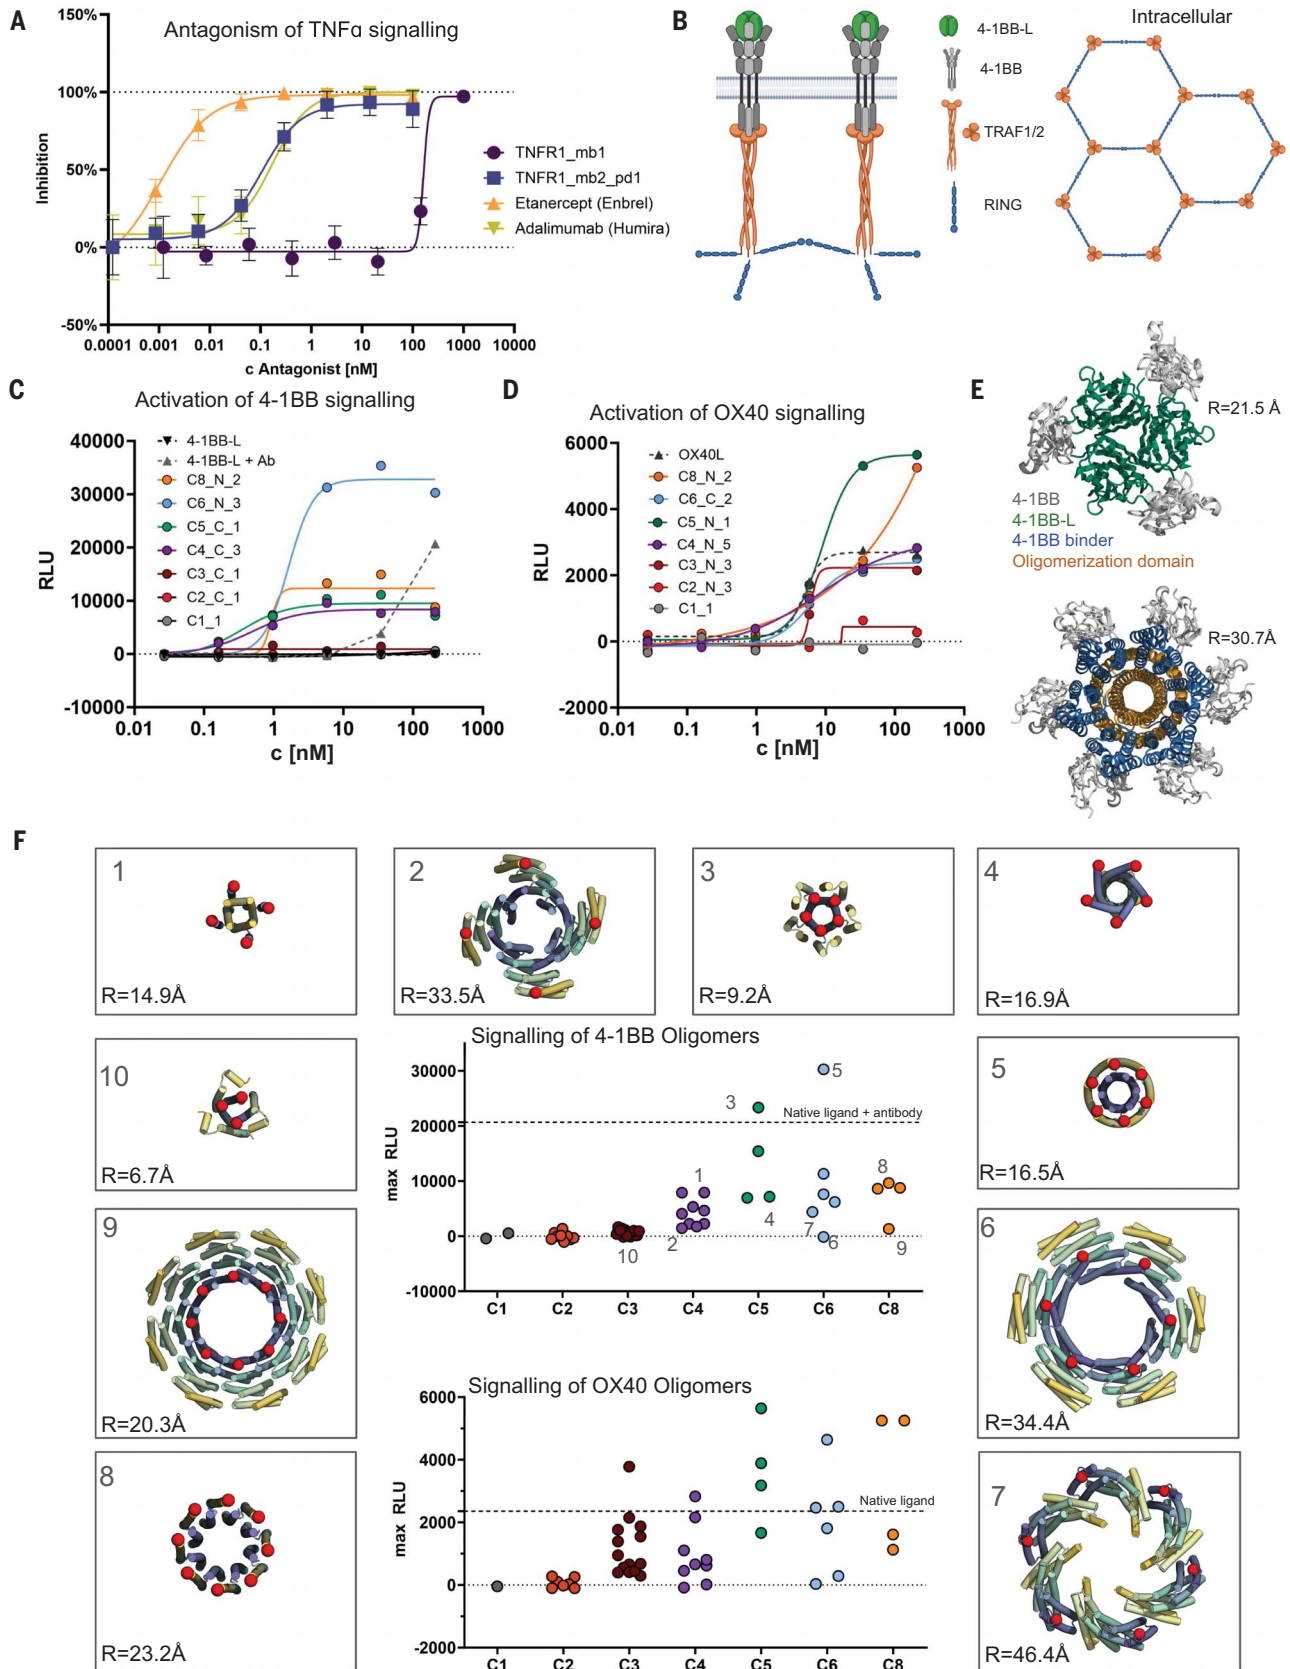 A
Antagonism of TNFα signalling
150%
100%
50%
0%
-50%
Inhibition
0.0001 0.001 0.01 0.1 1 10 100 1000 10000
c Antagonist [nM]
TNFR1_mb1
TNFR1_mb2_pd1
Etanercept (Enbrel)
Adalimumab (Humira)
B
4-1BB-L
4-1BB
TRAF1/2
RING
Intracellular
C
Activation of 4-1BB signalling
40000
30000
20000
10000
0
-10000
RLU
4-1BB-L
4-1BB-L + Ab
C8_N_2
C6_N_3
C5_C_1
C4_C_3
C3_C_1
C2_C_1
C1_1
0.01 0.1 1 10 100 1000
c [nM]
D
Activation of OX40 signalling
6000
4000
2000
0
-2000
RLU
OX40L
C8_N_2
C6_C_2
C5_N_1
C4_N_5
C3_N_3
C2_N_3
C1_1
0.01 0.1 1 10 100 1000
c [nM]
E
R=21.5 Å
4-1BB
4-1BB-L
4-1BB binder
Oligomerization domain
R=30.7Å
F
1
R=14.9Å
2
R=33.5Å
3
R=9.2Å
4
R=16.9Å
10
R=6.7Å
5
R=16.5Å
9
R=20.3Å
6
R=34.4Å
8
R=23.2Å
7
R=46.4Å
Signalling of 4-1BB Oligomers
30000
20000
10000
0
-10000
max RLU
Native ligand + antibody
5
3
1
8
4
7
2
6
10
9
C1 C2 C3 C4 C5 C6 C8
Signalling of OX40 Oligomers
6000
4000
2000
0
-2000
max RLU
Native ligand
C1 C2 C3 C4 C5 C6 C8